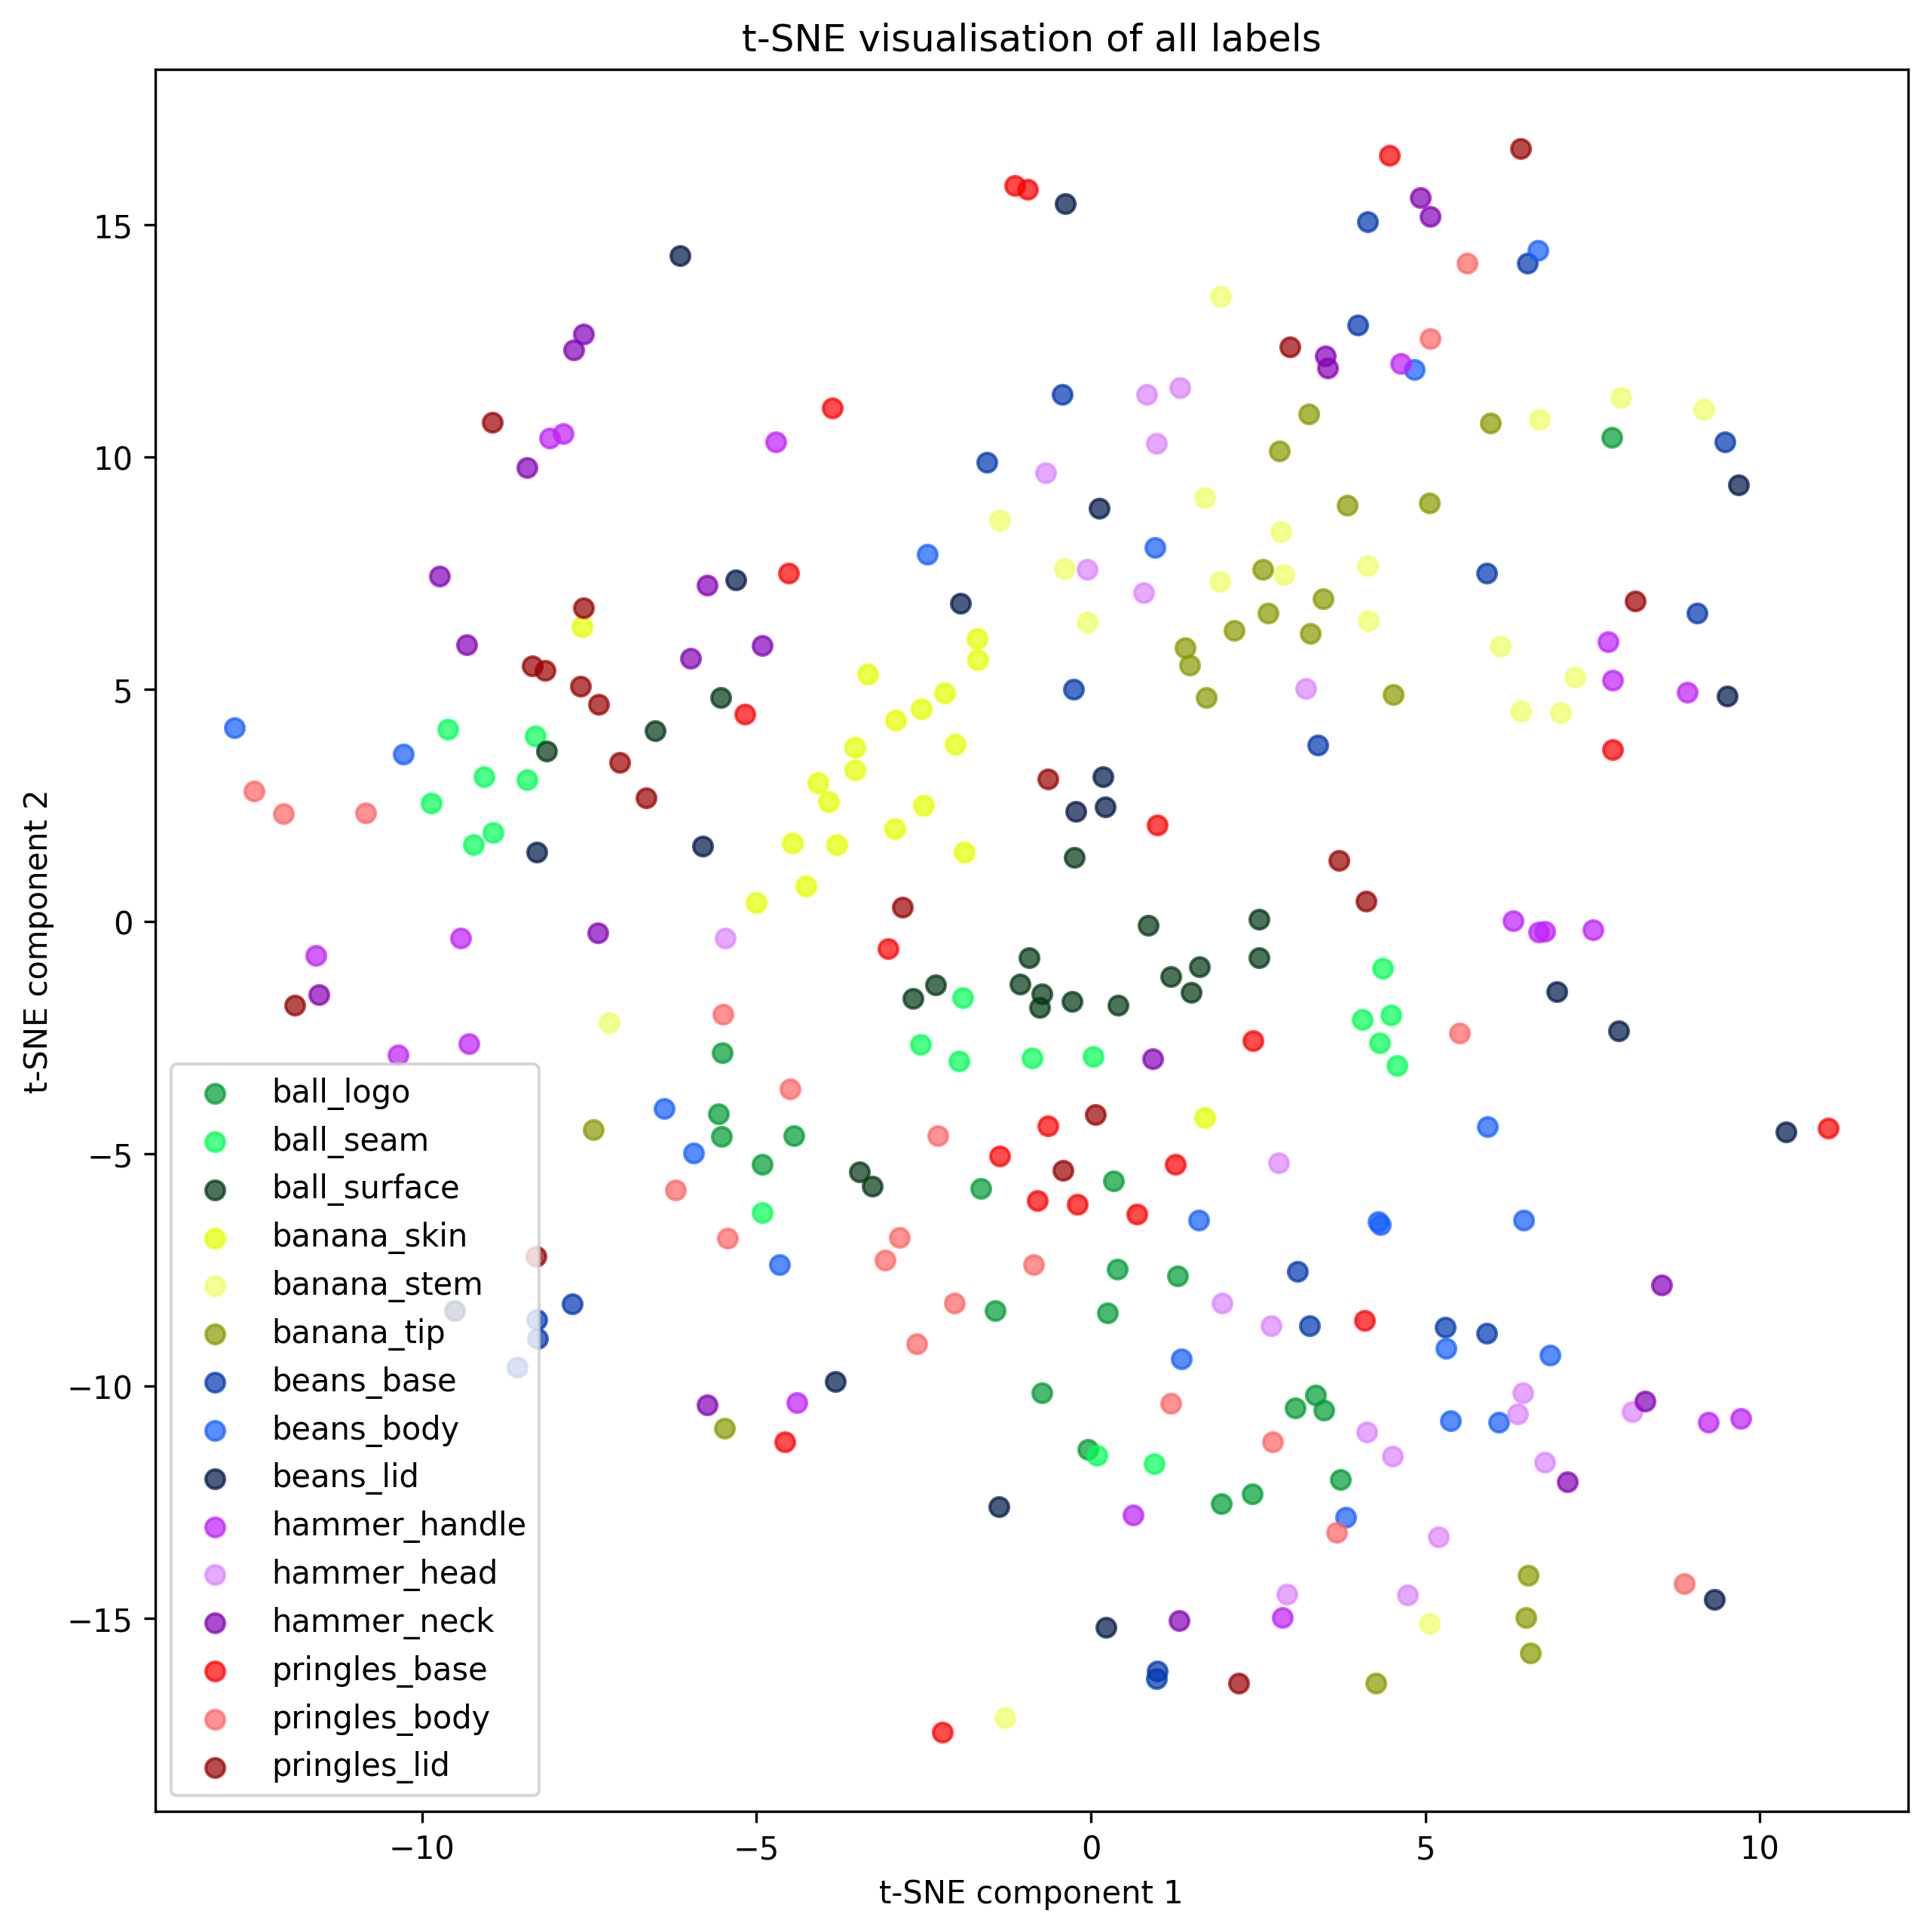 t-SNE visualisation of all labels
15
10
5
0
−5
−10
−15
t-SNE component 2
ball_logo
ball_seam
ball_surface
banana_skin
banana_stem
banana_tip
beans_base
beans_body
beans_lid
hammer_handle
hammer_head
hammer_neck
pringles_base
pringles_body
pringles_lid
−10
−5
0
5
10
t-SNE component 1